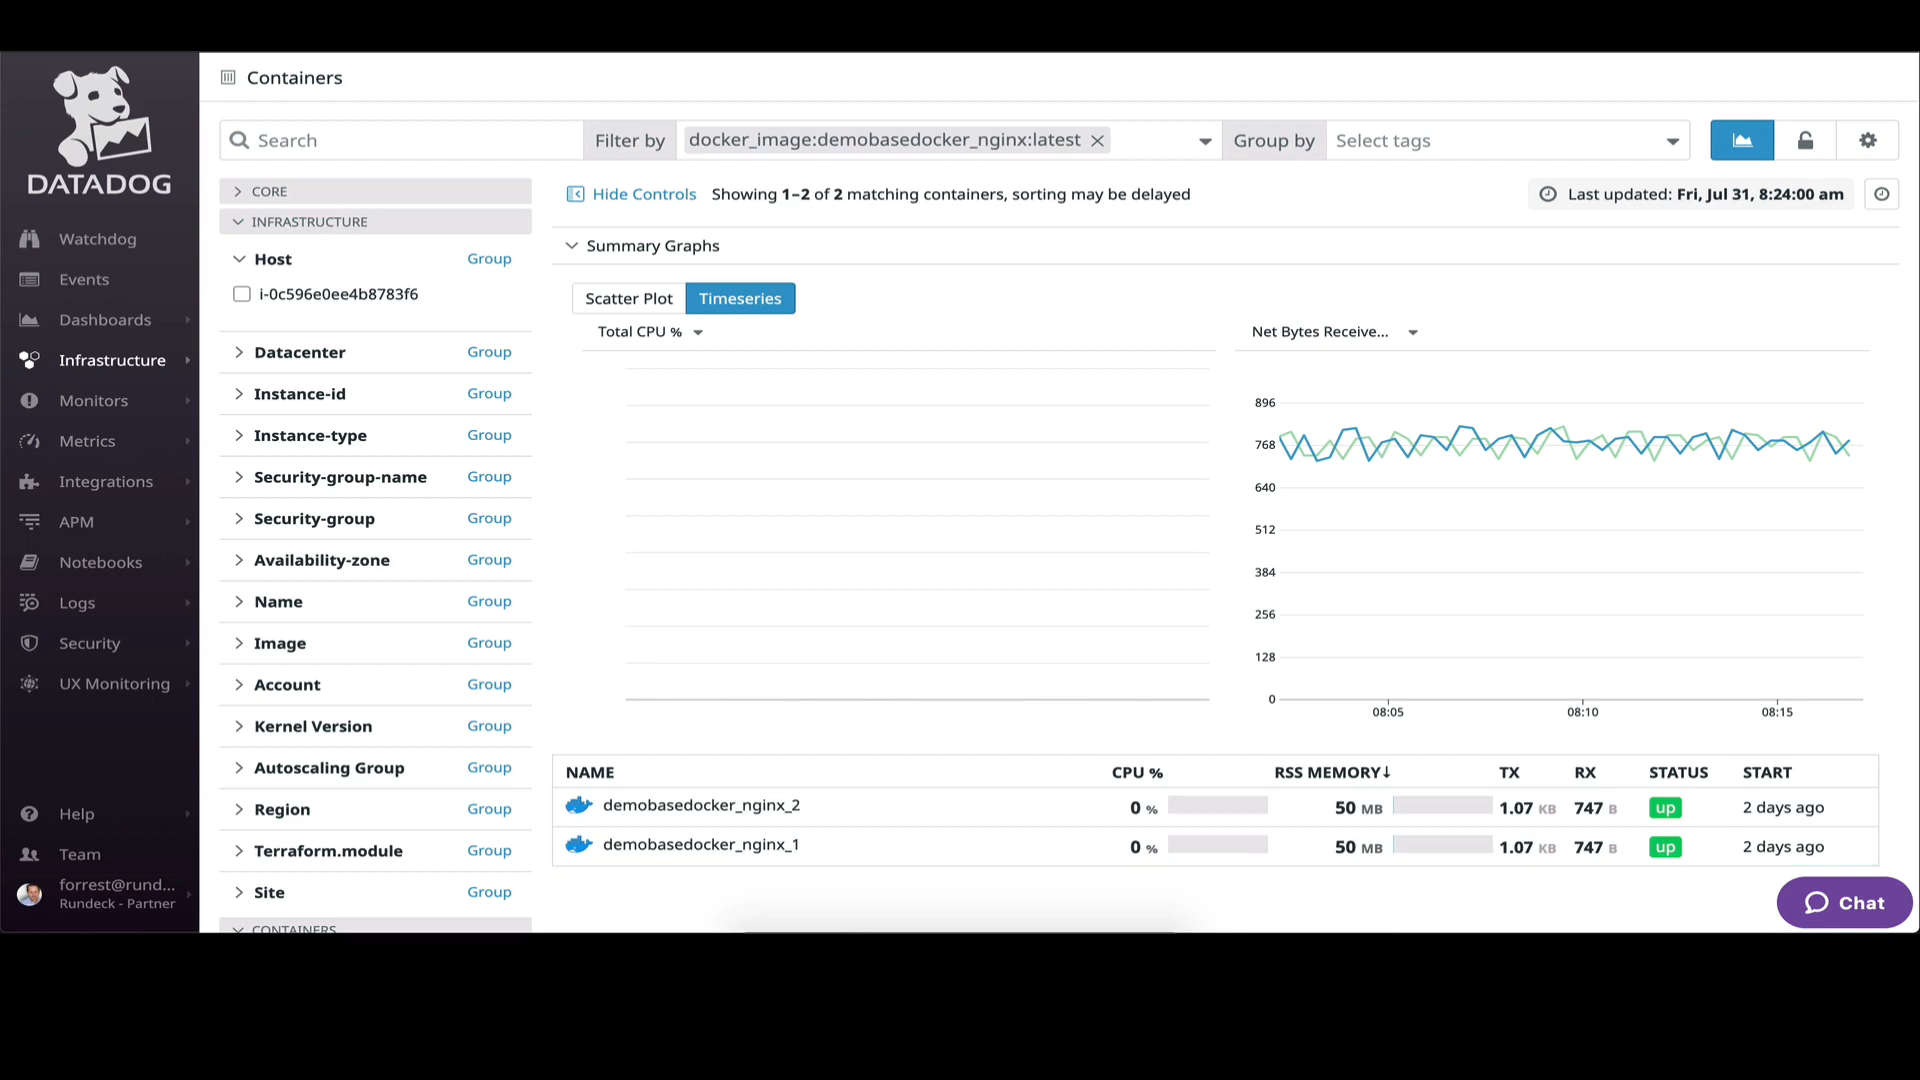 Containers
DATADOG
Search
Filter by
docker_image:demobasedocker_nginx:latest
Group by
Select tags
Hide Controls
Showing 1–2 of 2 matching containers, sorting may be delayed
Last updated: Fri, Jul 31, 8:24:00 am
Watchdog
Events
Dashboards
Infrastructure
Monitors
Metrics
Integrations
APM
Notebooks
Logs
Security
UX Monitoring
Help
Team
forrest@rund...
Rundeck - Partner
CORE
INFRASTRUCTURE
Host Group
i-0c596e0ee4b8783f6
Datacenter Group
Instance-id Group
Instance-type Group
Security-group-name Group
Security-group Group
Availability-zone Group
Name Group
Image Group
Account Group
Kernel Version Group
Autoscaling Group Group
Region Group
Terraform.module Group
Site Group
CONTAINERS
Summary Graphs
Scatter Plot Timeseries
Total CPU %
Net Bytes Receive...
896
768
640
512
384
256
128
0
08:05 08:10 08:15
NAME CPU % RSS MEMORY↓ TX RX STATUS START
demobasedocker_nginx_2 0 % 50 MB 1.07 KB 747 B up 2 days ago
demobasedocker_nginx_1 0 % 50 MB 1.07 KB 747 B up 2 days ago
Chat